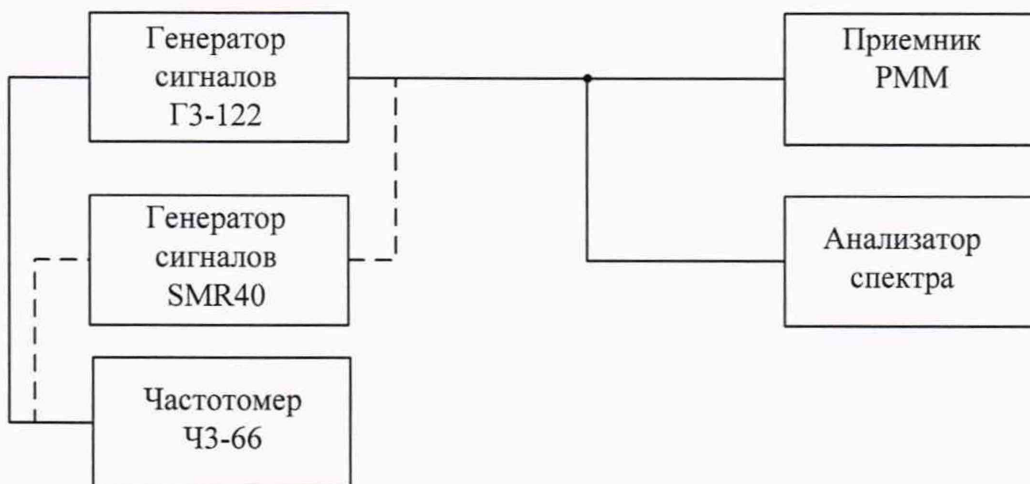 Генератор
сигналов
Г3-122
Приемник
РММ
Генератор
сигналов
SMR40
Анализатор
спектра
Частотомер
Ч3-66